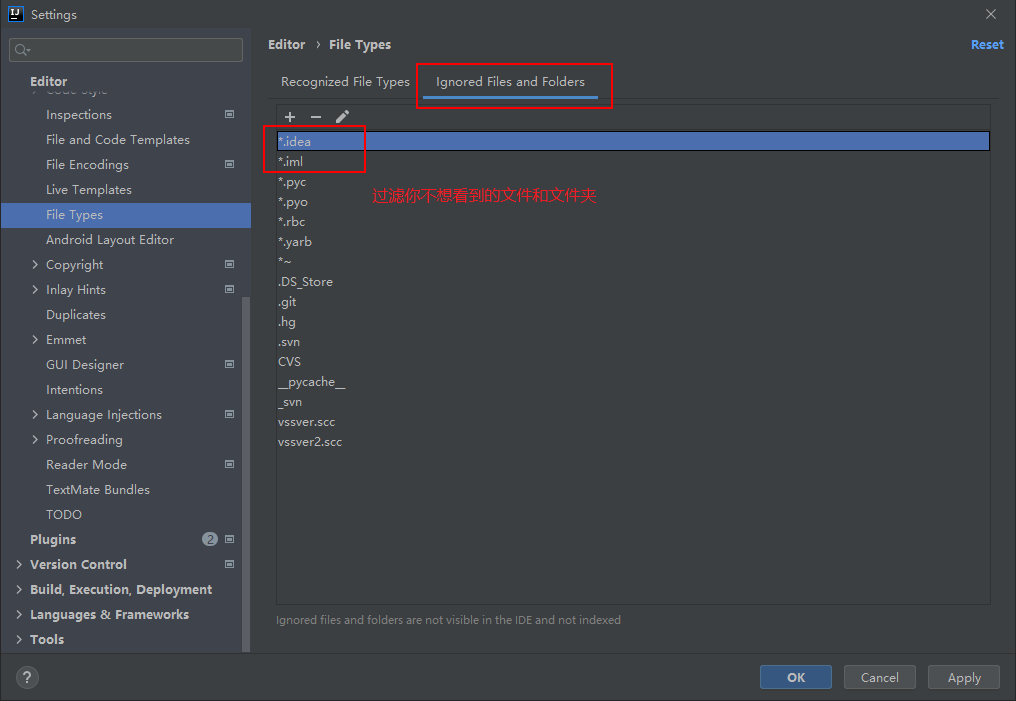 Settings
Editor
Code Style
Inspections
File and Code Templates
File Encodings
Live Templates
File Types
Android Layout Editor
Copyright
Inlay Hints
Duplicates
Emmet
GUI Designer
Intentions
Language Injections
Proofreading
Reader Mode
TextMate Bundles
TODO
Plugins 2
Version Control
Build, Execution, Deployment
Languages & Frameworks
Tools
Editor › File Types
Reset
Recognized File Types Ignored Files and Folders
*.idea
*.iml
*.pyc
过滤你不想看到的文件和文件夹
*.pyo
*.rbc
*.yarb
*~
.DS_Store
.git
.hg
.svn
CVS
__pycache__
_svn
vssver.scc
vssver2.scc
Ignored files and folders are not visible in the IDE and not indexed
? OK Cancel Apply